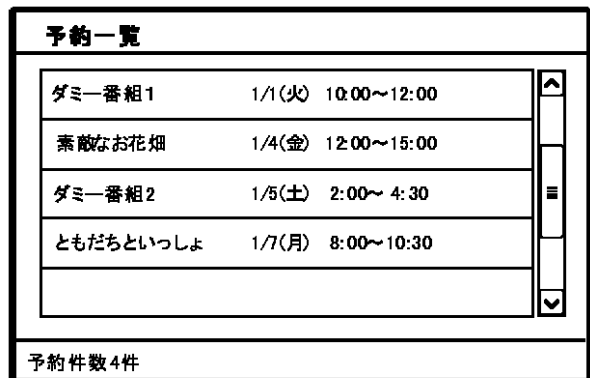 予約一覧
ダミー番組1 1/1(火) 10:00～12:00
素敵なお花畑 1/4(金) 12:00～15:00
ダミー番組2 1/5(土) 2:00～ 4:30
ともだちといっしょ 1/7(月) 8:00～10:30
予約件数4件